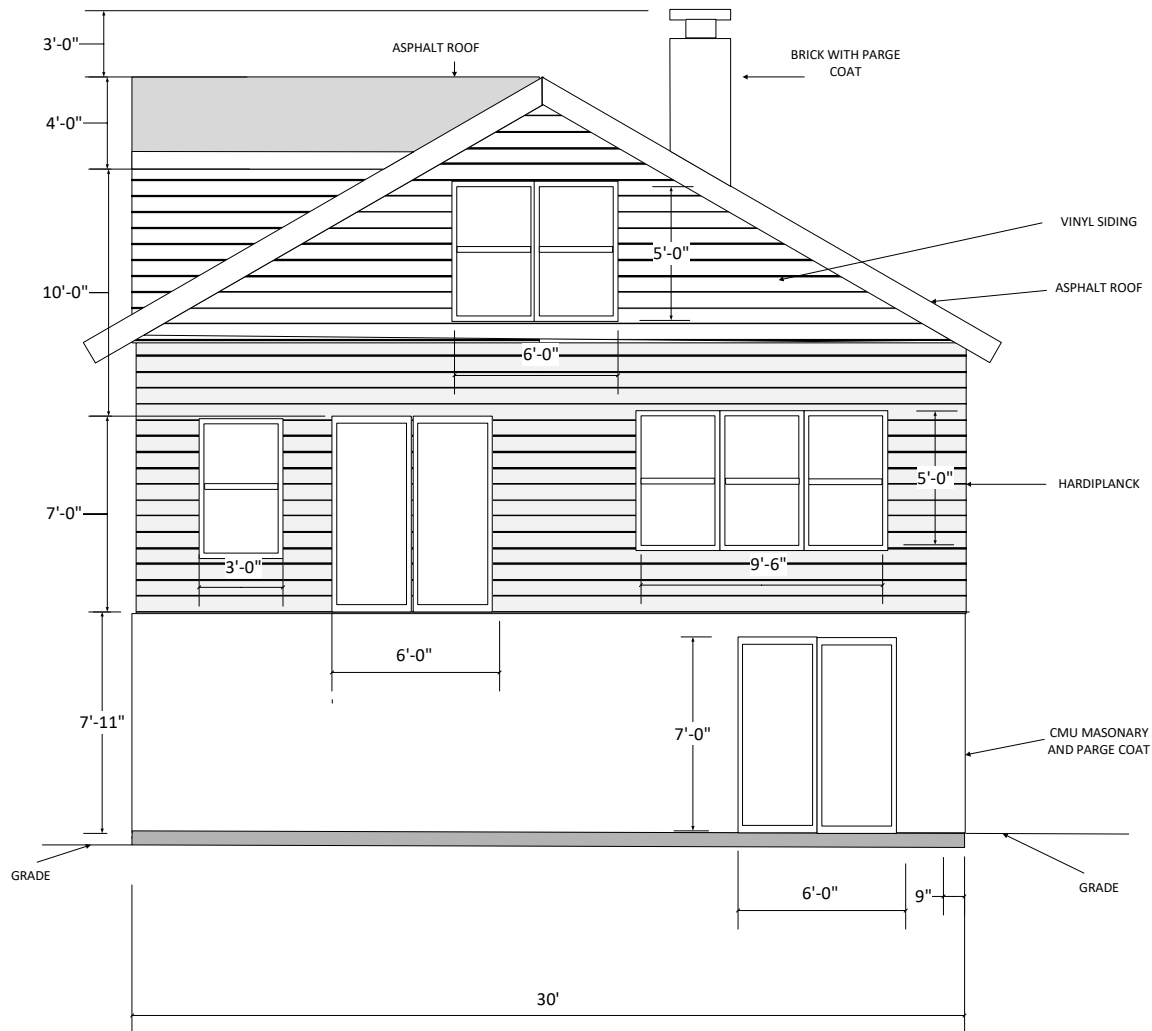 3'-0"
ASPHALT ROOF
BRICK WITH PARGE
COAT
4'-0"
VINYL SIDING
5'-0"
10'-0"
ASPHALT ROOF
6'-0"
5'-0"
HARDIPLANCK
7'-0"
3'-0"
9'-6"
6'-0"
7'-11"
7'-0"
CMU MASONARY
AND PARGE COAT
GRADE
GRADE
6'-0"
9"
30'